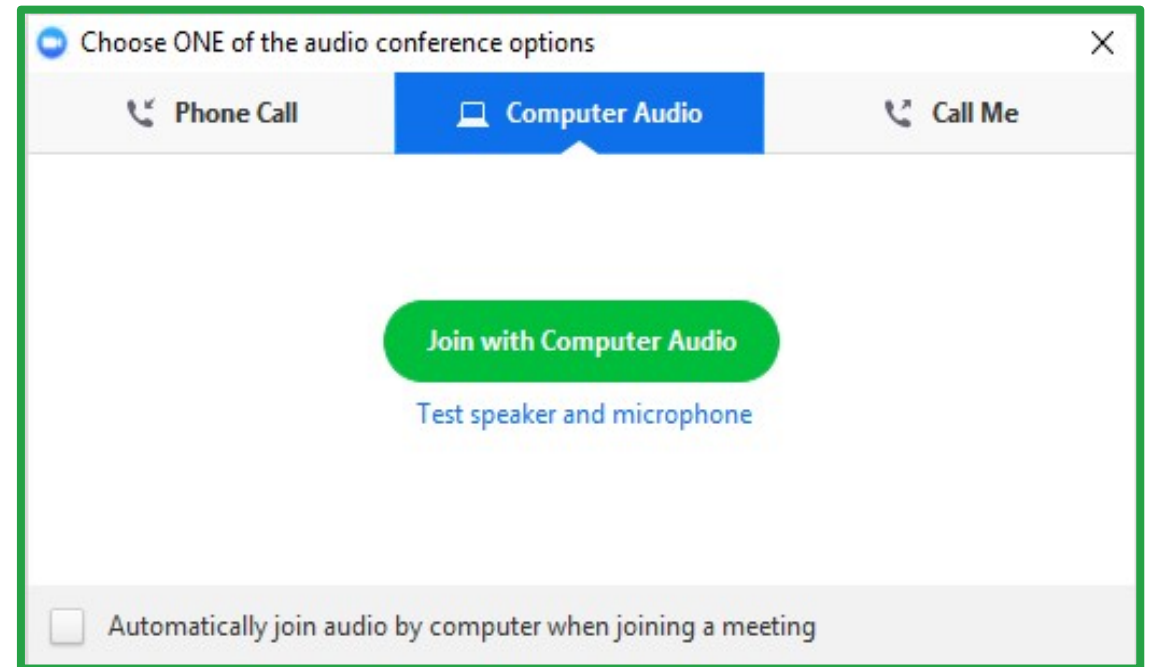 Choose ONE of the audio conference options
Phone Call
Computer Audio
Call Me
Join with Computer Audio
Test speaker and microphone
Automatically join audio by computer when joining a meeting